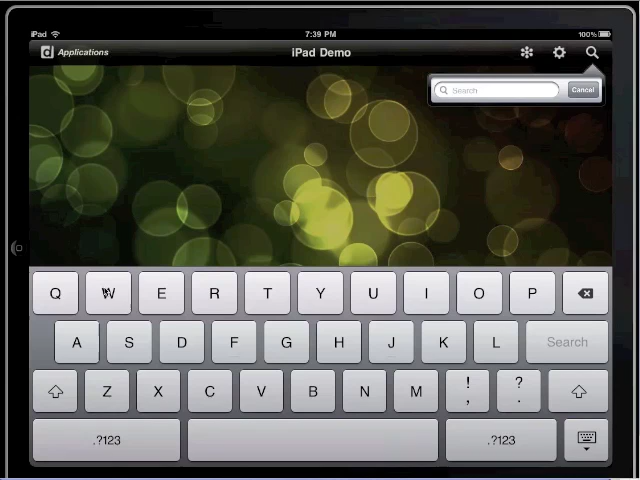 iPad 7:39 PM 100%
d Applications iPad Demo
Search Cancel
Q W E R T Y U I O P
A S D F G H J K L Search
Z X C V B N M ! , ? .
.?123 .?123